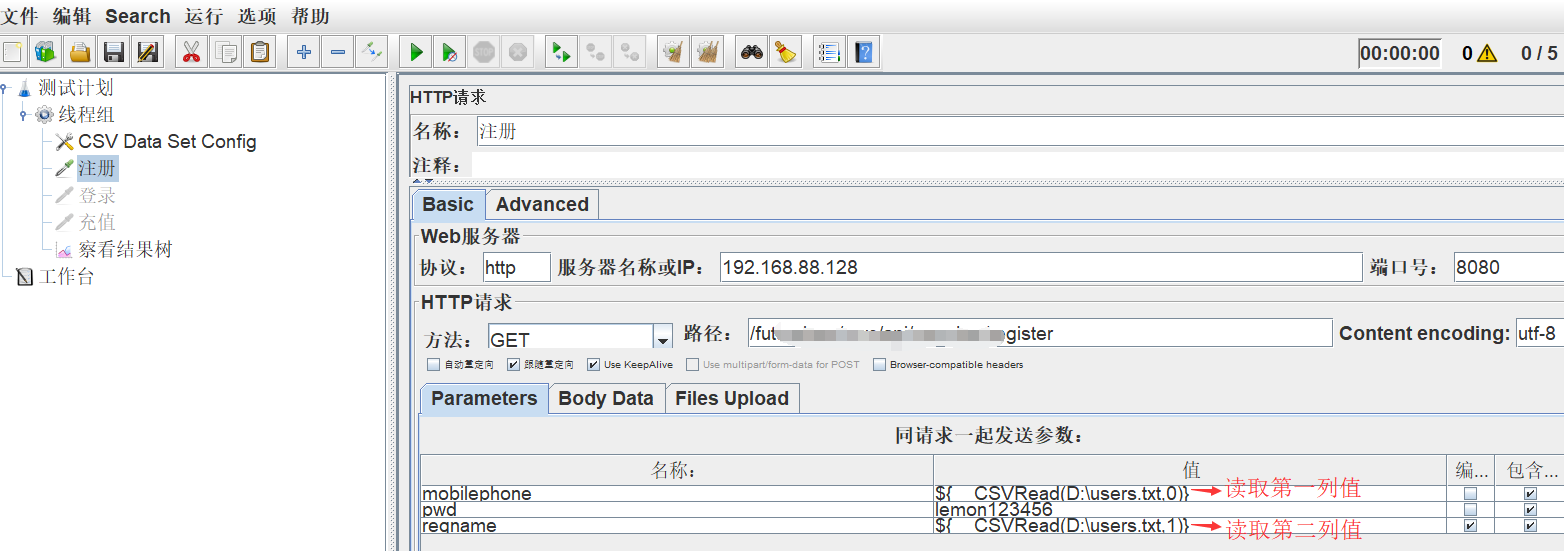 文件 编辑 Search 运行 选项 帮助
STOP
00:00:00 0 0 / 5
测试计划
线程组
CSV Data Set Config
注册
登录
充值
察看结果树
工作台
HTTP请求
名称: 注册
注释:
Basic Advanced
Web服务器
协议: http 服务器名称或IP: 192.168.88.128 端口号: 8080
HTTP请求
方法: GET 路径: /fut egister Content encoding: utf-8
自动重定向 跟随重定向 Use KeepAlive Use multipart/form-data for POST Browser-compatible headers
Parameters Body Data Files Upload
同请求一起发送参数:
名称: 值 编... 包含...
mobilephone ${__CSVRead(D:\users.txt,0)} 读取第一列值
pwd lemon123456
regname ${__CSVRead(D:\users.txt,1)} 读取第二列值